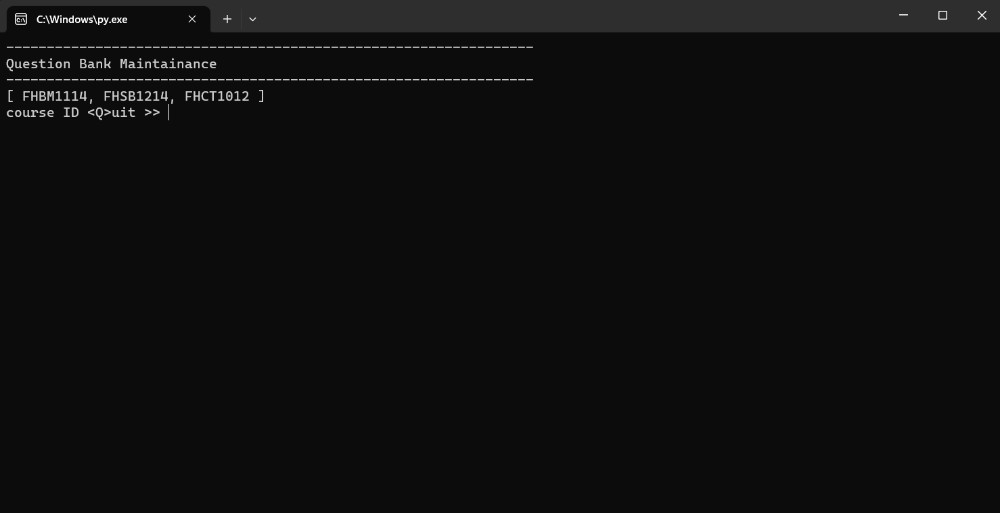 C:\Windows\py.exe
-----------------------------------------------------------------
Question Bank Maintainance
-----------------------------------------------------------------
[ FHBM1114, FHSB1214, FHCT1012 ]
course ID <Q>uit >>